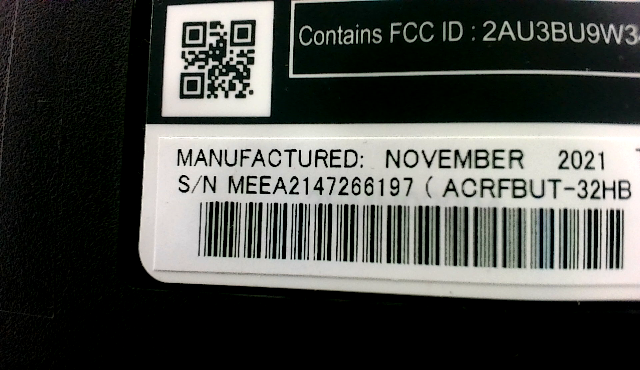 Contains FCC ID : 2AU3BU9W3
MANUFACTURED: NOVEMBER 2021
S/N MEEA2147266197 ( ACRFBUT-32HB